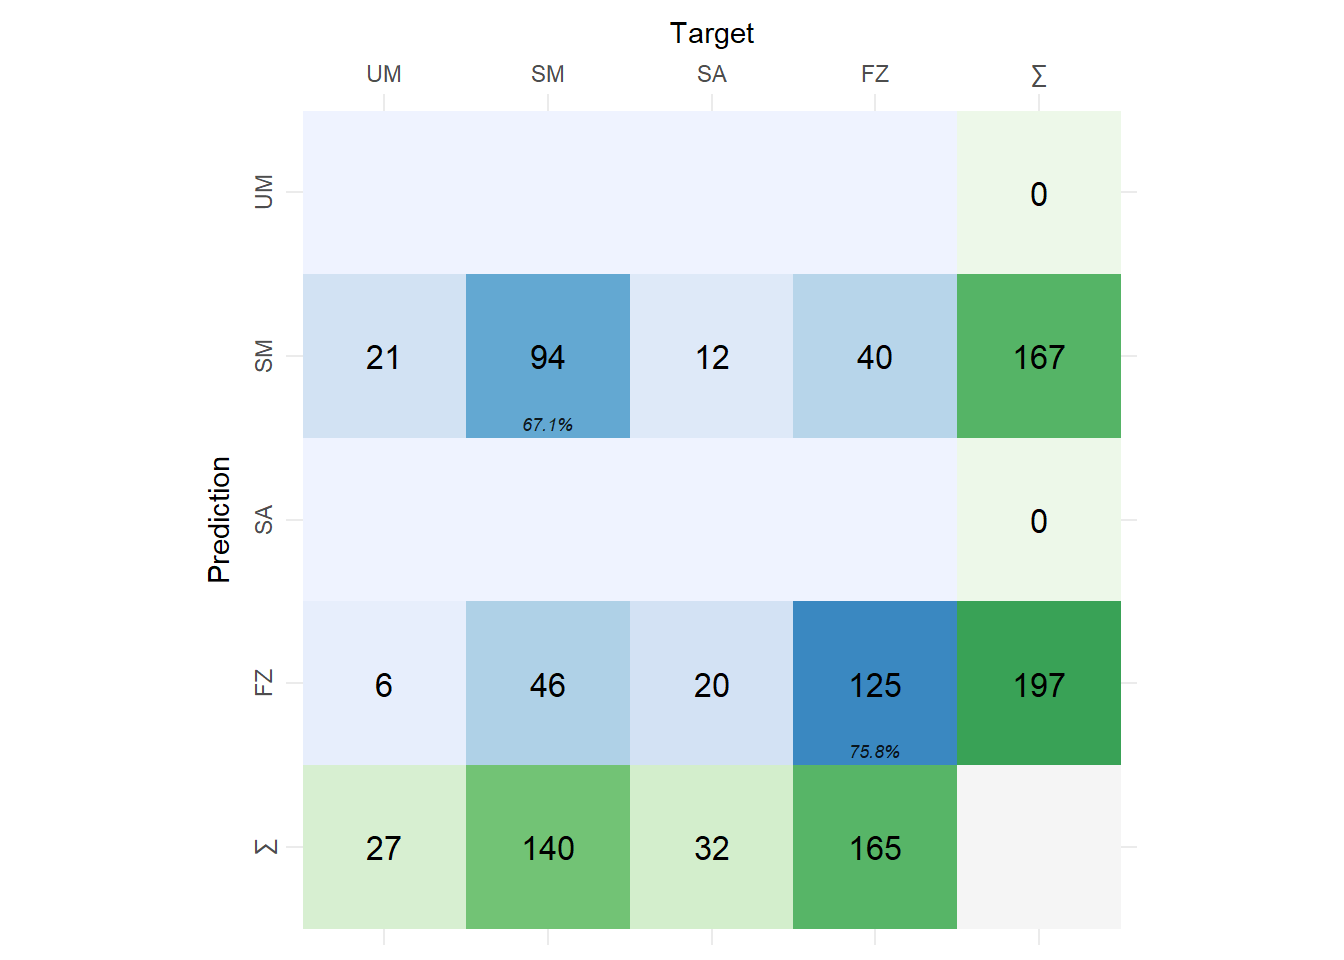 Target
UM SM SA FZ ∑
UM 0
SM 21 94 12 40 167
67.1%
Prediction
SA 0
FZ 6 46 20 125 197
75.8%
∑ 27 140 32 165